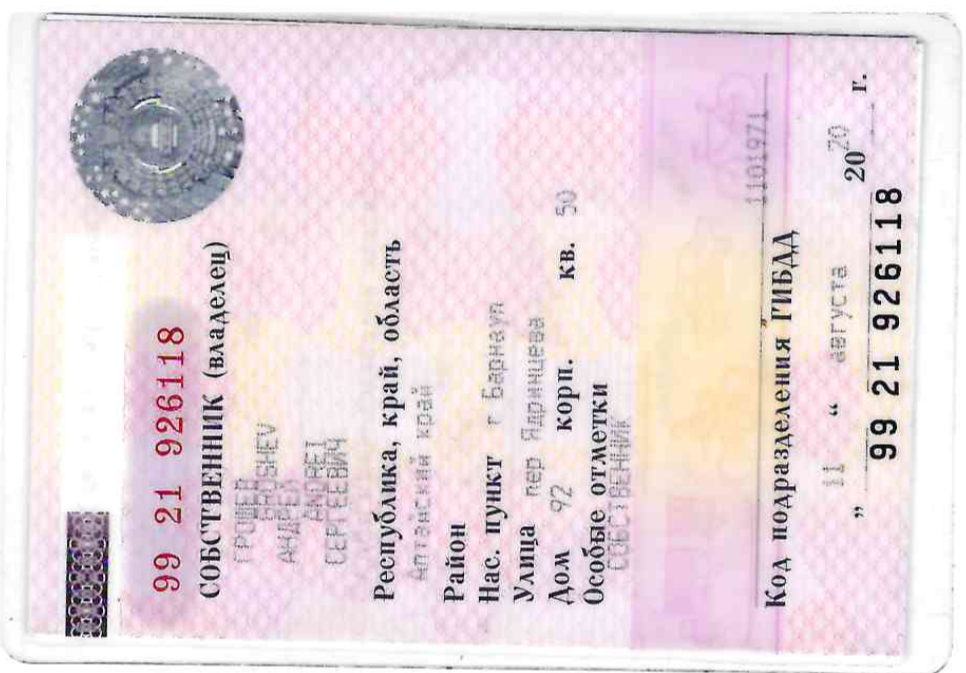 99 21 926118
СОБСТВЕННИК (владелец)
ГРОШЕВ
GROSHEV
АНДРЕЙ
ANDREI
СЕРГЕЕВИЧ
Республика, край, область
Алтайский край
Район
Нас. пункт г Барнаул
Улица пер Ядринцева
Дом 92 корп. кв. 50
Особые отметки
СОБСТВЕННИК
1101971
Код подразделения ГИБДД
" 11 " августа 2020 г.
99 21 926118